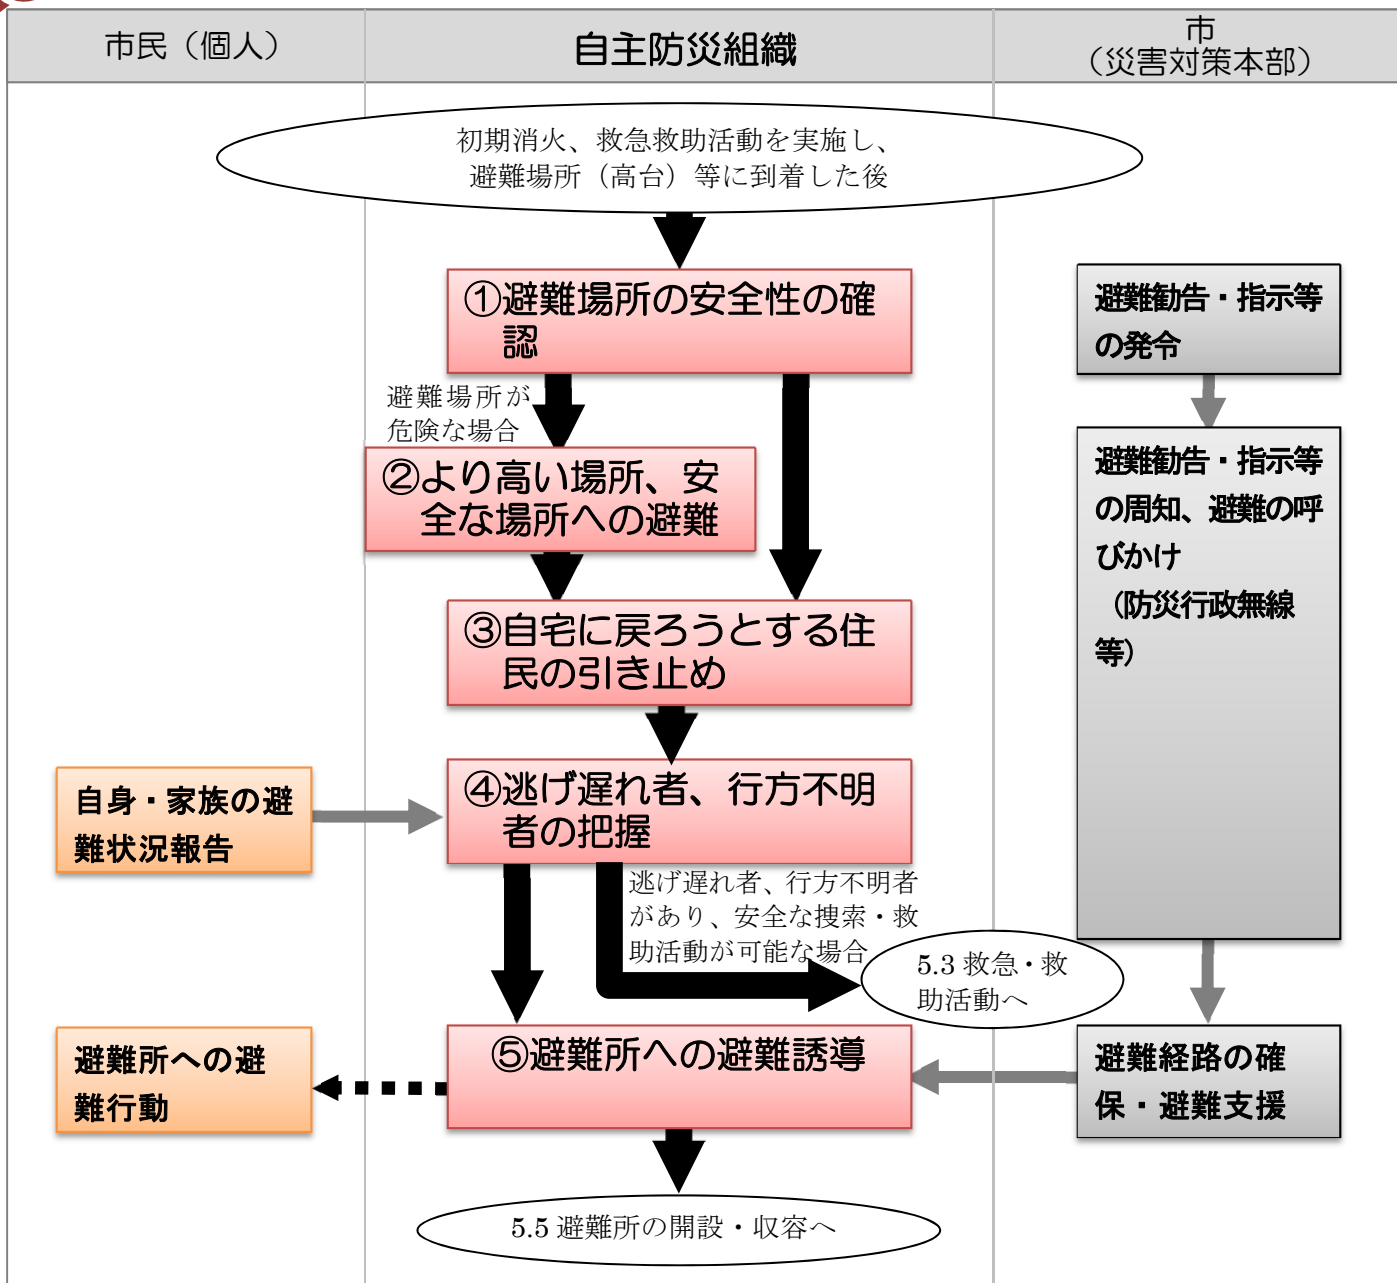 市民（個人）
自主防災組織
市
（災害対策本部）
初期消火、救急救助活動を実施し、
避難場所（高台）等に到着した後
①避難場所の安全性の確
認
避難場所が
危険な場合
②より高い場所、安
全な場所への避難
③自宅に戻ろうとする住
民の引き止め
④逃げ遅れ者、行方不明
者の把握
自身・家族の避
難状況報告
逃げ遅れ者、行方不明者
があり、安全な捜索・救
助活動が可能な場合
5.3 救急・救
助活動へ
⑤避難所への避難誘導
避難所への避
難行動
5.5 避難所の開設・収容へ
避難勧告・指示等
の発令
避難勧告・指示等
の周知、避難の呼
びかけ
（防災行政無線
等）
避難経路の確
保・避難支援